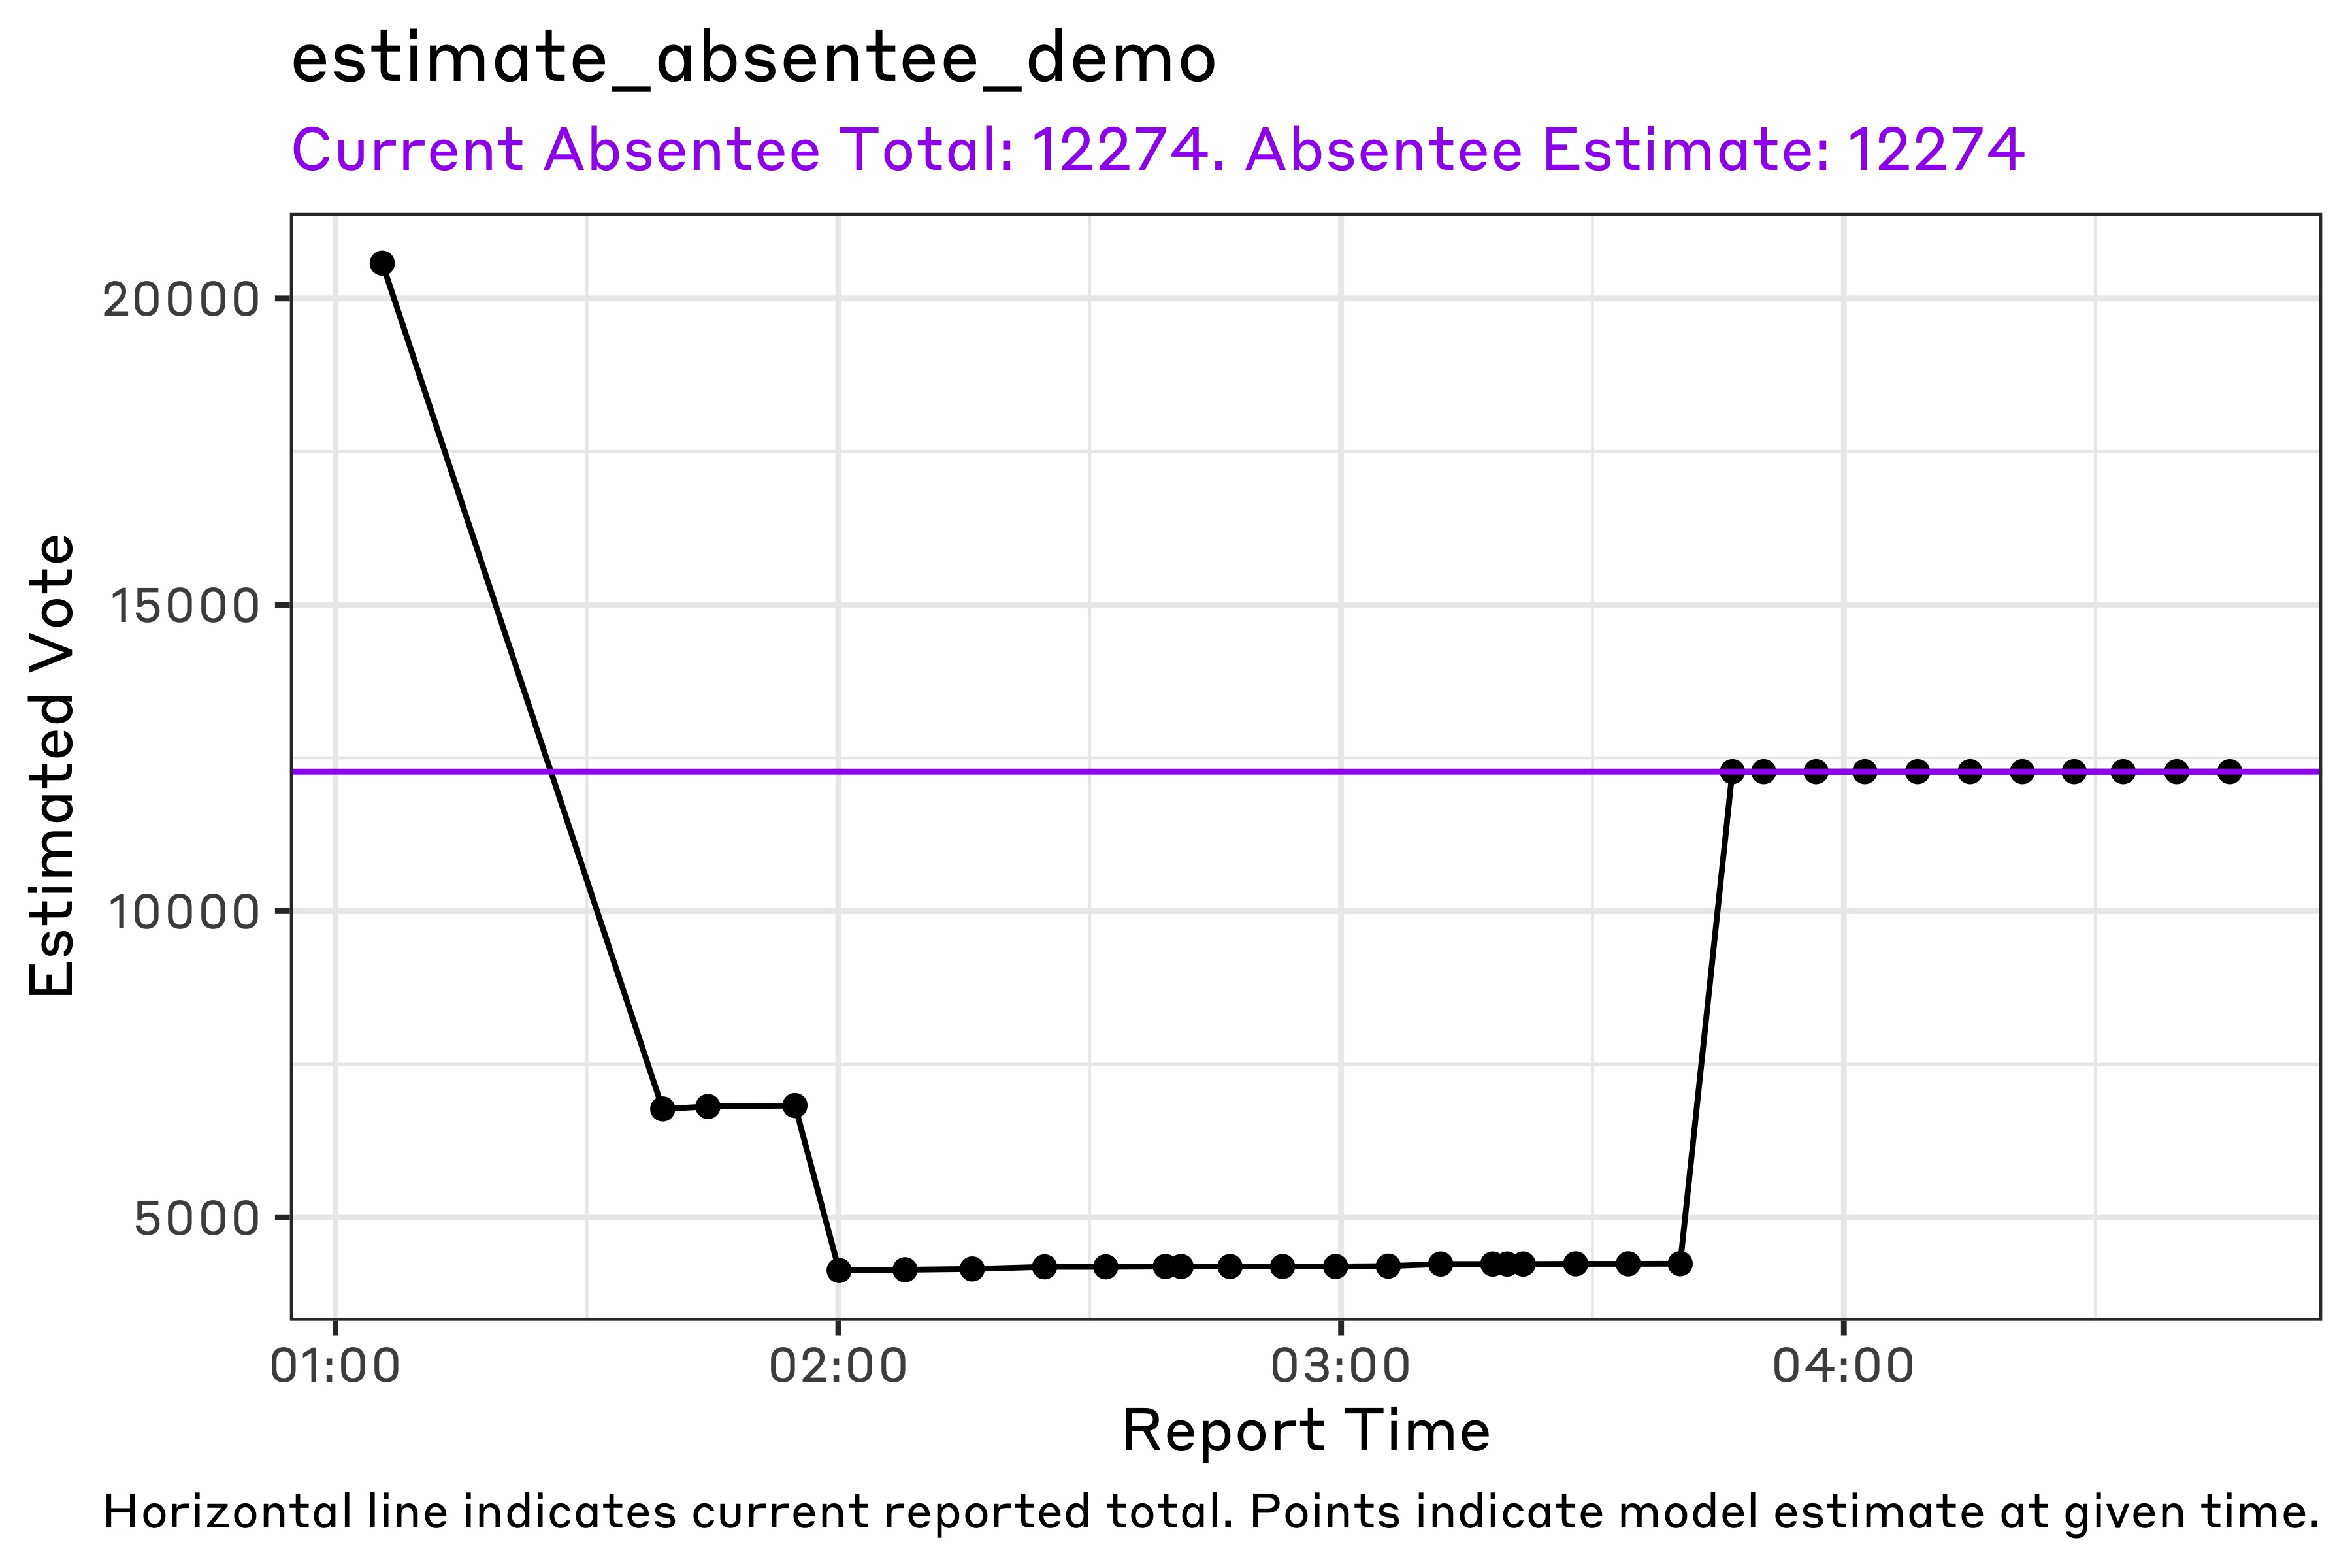 estimate_absentee_demo
Current Absentee Total: 12274. Absentee Estimate: 12274
Estimated Vote
20000
15000
10000
5000
01:00 02:00 03:00 04:00
Report Time
Horizontal line indicates current reported total. Points indicate model estimate at given time.